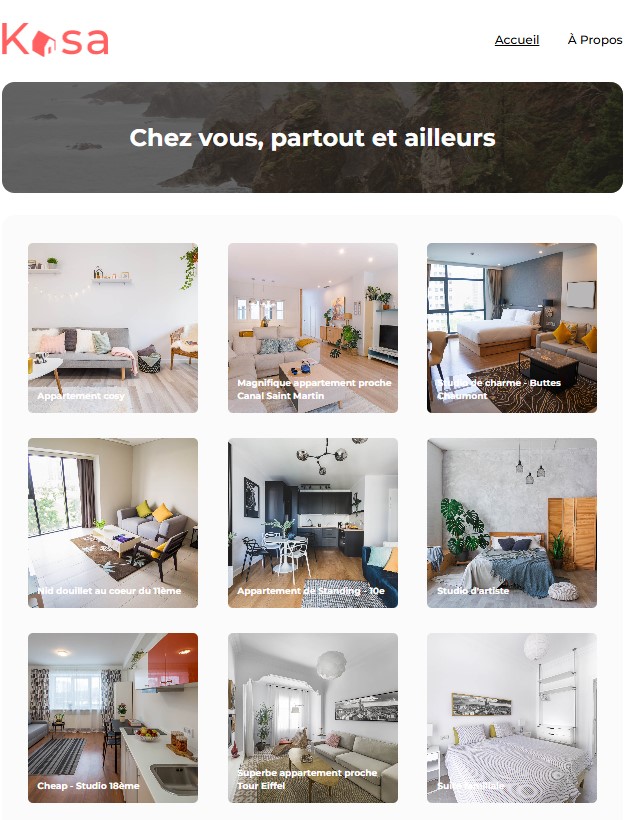 Kasa
Accueil
À Propos
Chez vous, partout et ailleurs
Appartement cosy
Magnifique appartement proche
Canal Saint Martin
Studio de charme - Buttes
Chaumont
Nid douillet au coeur du 11ème
Appartement de Standing - 10e
Studio d'artiste
Cheap - Studio 18ème
Superbe appartement proche
Tour Eiffel
Suite familiale